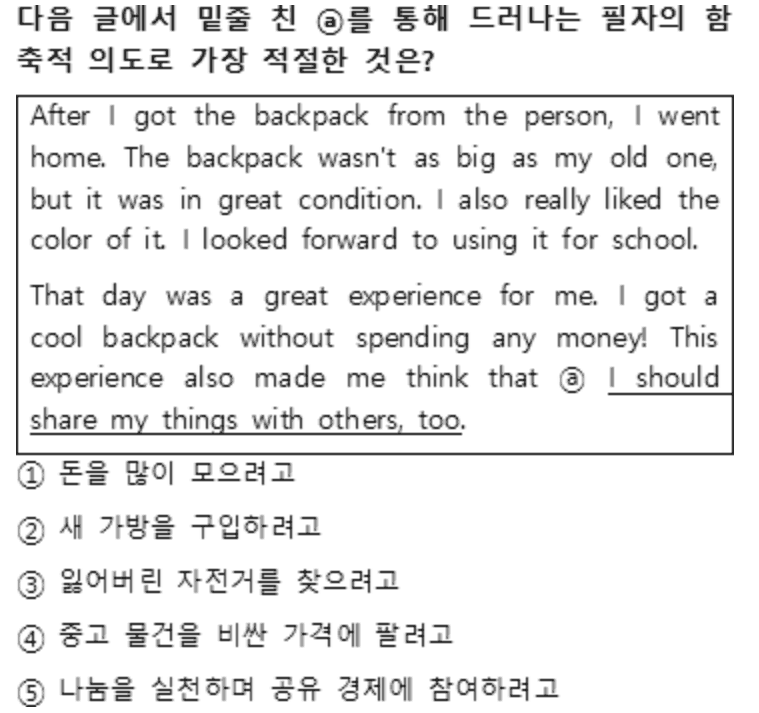 다음 글에서 밑줄 친 ⓐ를 통해 드러나는 필자의 함
축적 의도로 가장 적절한 것은?
After I got the backpack from the person, I went
home. The backpack wasn't as big as my old one,
but it was in great condition. I also really liked the
color of it. I looked forward to using it for school.
That day was a great experience for me. I got a
cool backpack without spending any money! This
experience also made me think that ⓐ I should
share my things with others, too.
① 돈을 많이 모으려고
② 새 가방을 구입하려고
③ 잃어버린 자전거를 찾으려고
④ 중고 물건을 비싼 가격에 팔려고
⑤ 나눔을 실천하며 공유 경제에 참여하려고